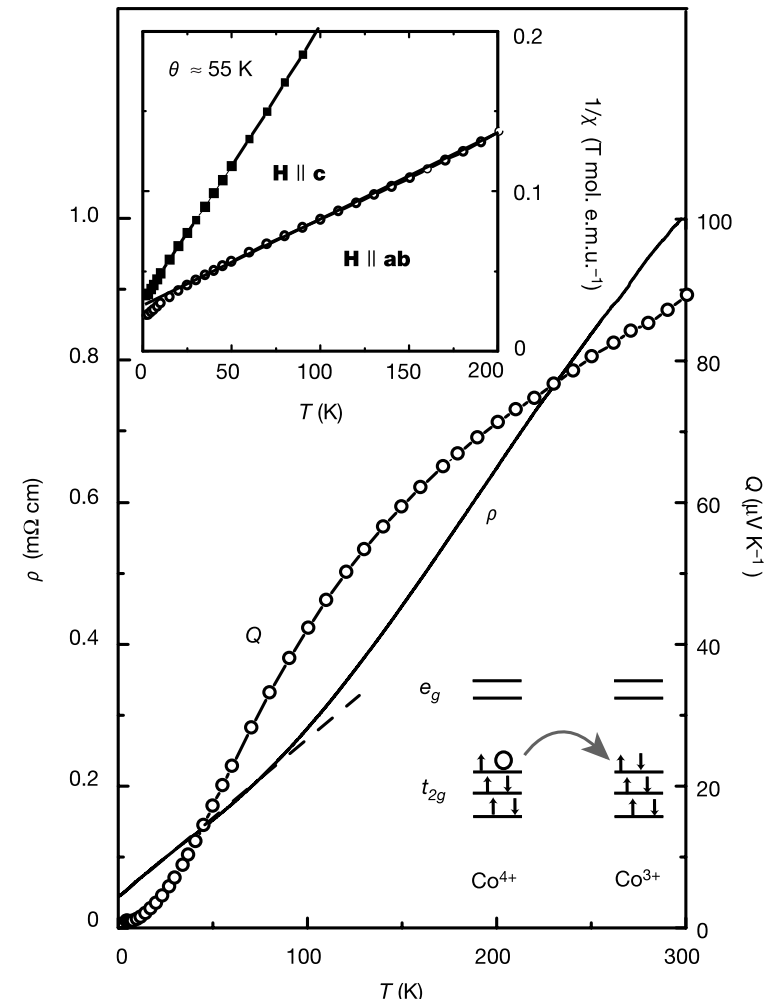 0.2
θ ≈ 55 K
1/χ (T mol. e.m.u.⁻¹)
H || c
0.1
1.0
100
H || ab
0
0.8
80
0
50
100
150
200
T (K)
0.6
60
ρ (mΩ cm)
Q (μV K⁻¹)
ρ
Q
0.4
40
e_g
0.2
t_2g
20
Co⁴⁺
Co³⁺
0
0
0
100
200
300
T (K)